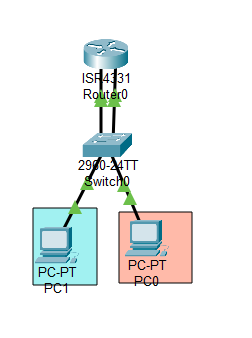 ISR4331
Router0
2960-24TT
Switch0
PC-PT
PC1
PC-PT
PC0